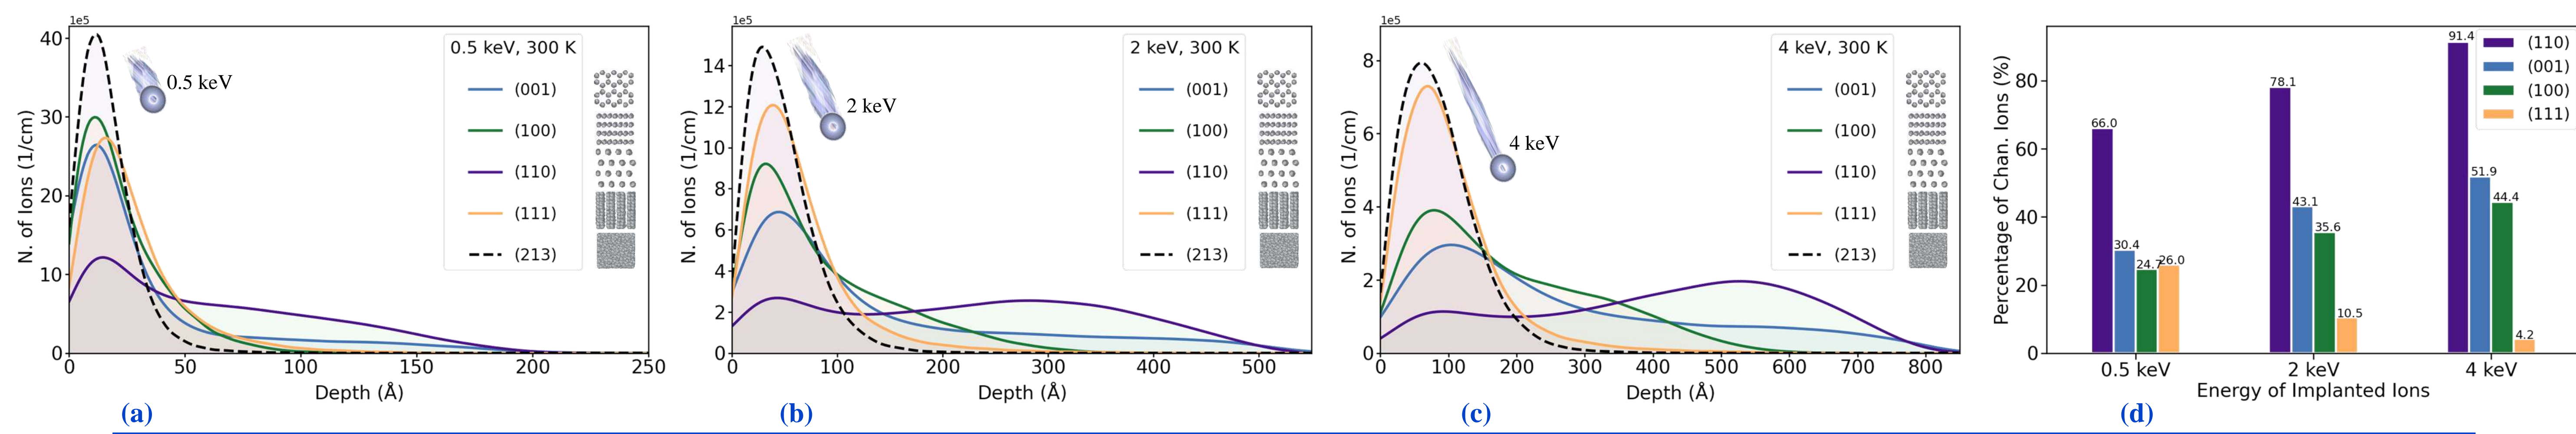 1e5
N. of Ions (1/cm)
40
30
20
10
0
0.5 keV
0.5 keV, 300 K
(001)
(100)
(110)
(111)
(213)
0 50 100 150 200 250
Depth (Å)
(a)
1e5
N. of Ions (1/cm)
14
12
10
8
6
4
2
0
2 keV
2 keV, 300 K
(001)
(100)
(110)
(111)
(213)
0 100 200 300 400 500
Depth (Å)
(b)
1e5
N. of Ions (1/cm)
8
6
4
2
0
4 keV
4 keV, 300 K
(001)
(100)
(110)
(111)
(213)
0 100 200 300 400 500 600 700 800
Depth (Å)
(c)
Percentage of Chan. Ions (%)
80
60
40
20
0
66.0
30.4
24.7
26.0
78.1
43.1
35.6
10.5
91.4
51.9
44.4
4.2
(110)
(001)
(100)
(111)
0.5 keV 2 keV 4 keV
Energy of Implanted Ions
(d)